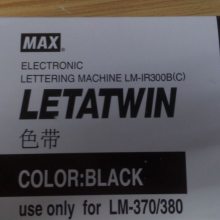 MAX
ELECTRONIC
LETTERING MACHINE LM-IR300B(C)
LETATWIN
色带
COLOR:BLACK
use only for LM-370/380